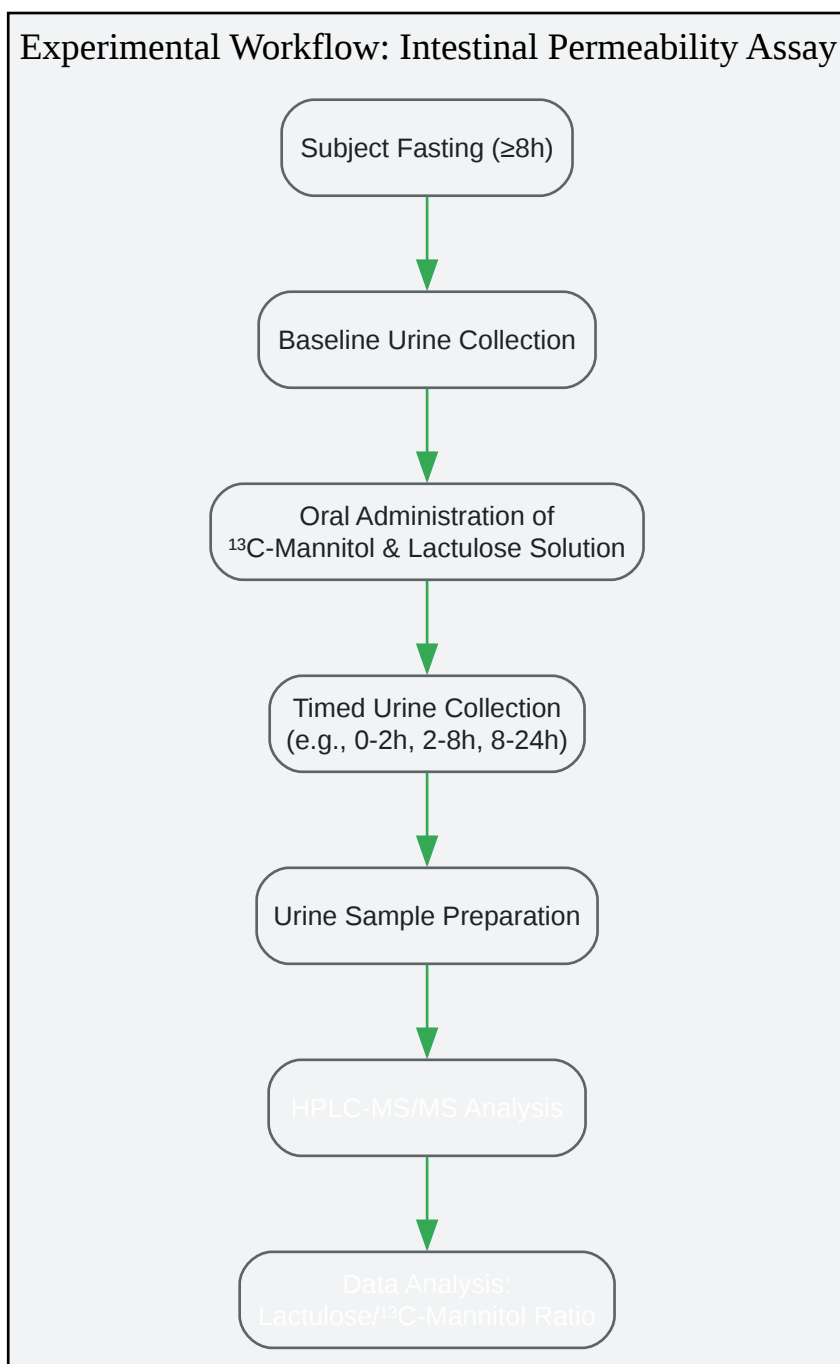 Experimental Workflow: Intestinal Permeability Assay
Subject Fasting (≥8h)
Baseline Urine Collection
Oral Administration of
¹³C-Mannitol & Lactulose Solution
Timed Urine Collection
(e.g., 0-2h, 2-8h, 8-24h)
Urine Sample Preparation
HPLC-MS/MS Analysis
Data Analysis:
Lactulose/¹³C-Mannitol Ratio